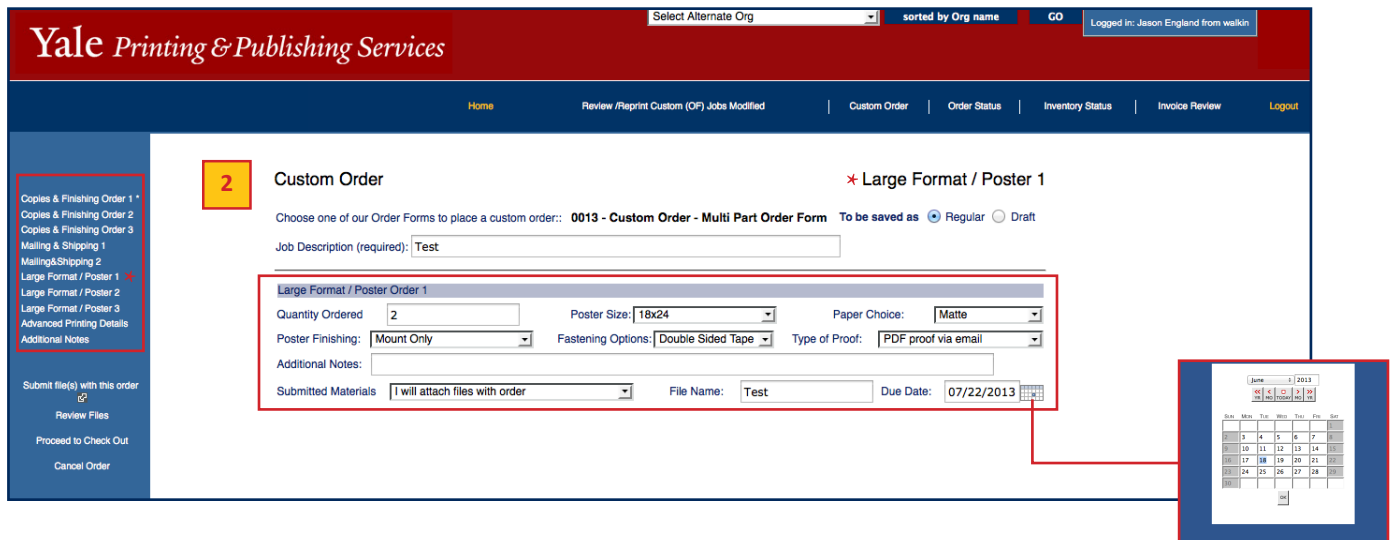 Select Alternate Org sorted by Org name GO Logged in: Jason England from walkin
Yale Printing & Publishing Services
Home Review /Reprint Custom (OF) Jobs Modified | Custom Order | Order Status | Inventory Status | Invoice Review Logout
Copies & Finishing Order 1 *
Copies & Finishing Order 2
Copies & Finishing Order 3
Mailing & Shipping 1
Mailing&Shipping 2
Large Format / Poster 1 *
Large Format / Poster 2
Large Format / Poster 3
Advanced Printing Details
Additional Notes
Submit file(s) with this order
Review Files
Proceed to Check Out
Cancel Order
2
Custom Order * Large Format / Poster 1
Choose one of our Order Forms to place a custom order:: 0013 - Custom Order - Multi Part Order Form To be saved as Regular Draft
Job Description (required): Test
Large Format / Poster Order 1
Quantity Ordered 2 Poster Size: 18x24 Paper Choice: Matte
Poster Finishing: Mount Only Fastening Options: Double Sided Tape Type of Proof: PDF proof via email
Additional Notes:
Submitted Materials I will attach files with order File Name: Test Due Date: 07/22/2013
June 2013
<< < □ > >>
YR MO TODAY MO YR
Sun Mon Tue Wed Thu Fri Sat
1
2 3 4 5 6 7 8
9 10 11 12 13 14 15
16 17 18 19 20 21 22
23 24 25 26 27 28 29
30
OK